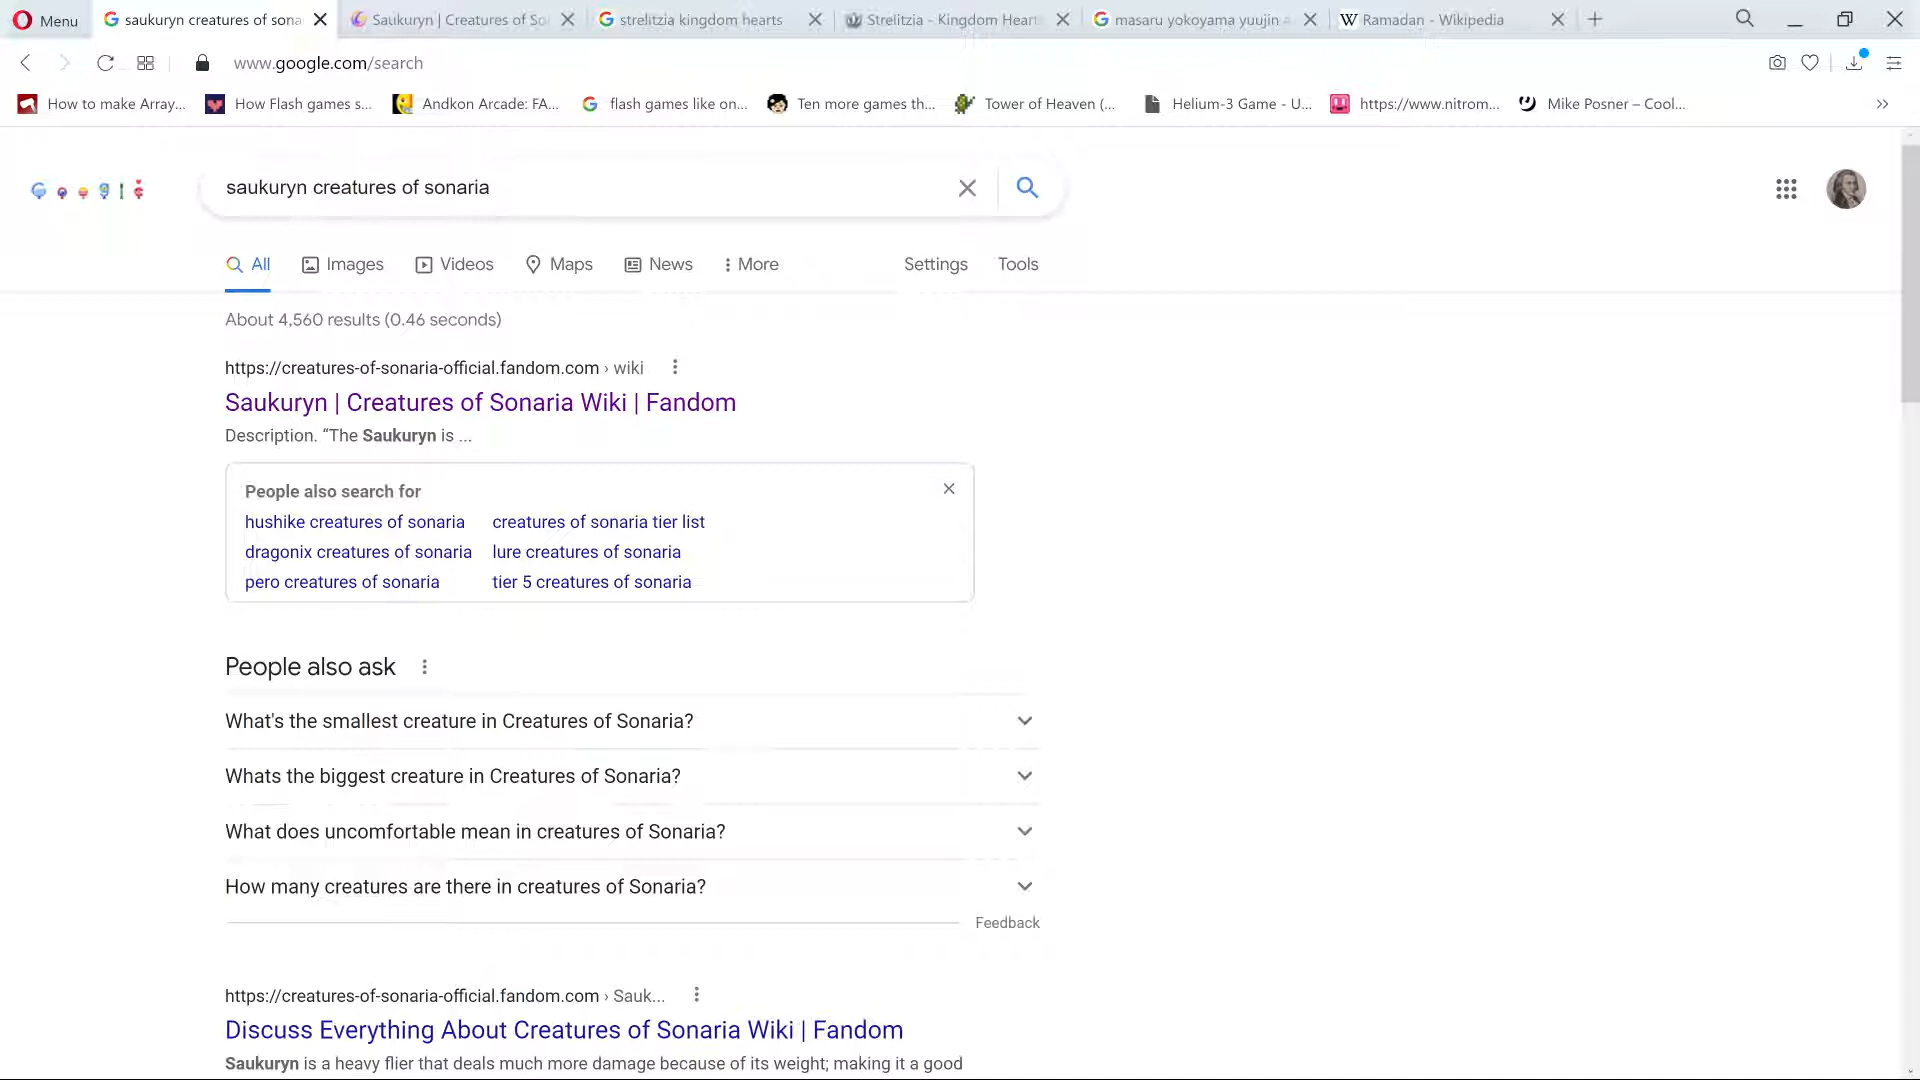 Menu
saukuryn creatures of sona
Saukuryn | Creatures of So
strelitzia kingdom hearts
Strelitzia - Kingdom Heart
masaru yokoyama yuujin a
Ramadan - Wikipedia
www.google.com/search
How to make Array...
How Flash games s...
Andkon Arcade: FA...
flash games like on...
Ten more games th...
Tower of Heaven (...
Helium-3 Game - U...
https://www.nitrom...
Mike Posner – Cool...
Google
saukuryn creatures of sonaria
All
Images
Videos
Maps
News
More
Settings
Tools
About 4,560 results (0.46 seconds)
https://creatures-of-sonaria-official.fandom.com › wiki
Saukuryn | Creatures of Sonaria Wiki | Fandom
Description. “The Saukuryn is ...
People also search for
hushike creatures of sonaria
creatures of sonaria tier list
dragonix creatures of sonaria
lure creatures of sonaria
pero creatures of sonaria
tier 5 creatures of sonaria
People also ask
What's the smallest creature in Creatures of Sonaria?
Whats the biggest creature in Creatures of Sonaria?
What does uncomfortable mean in creatures of Sonaria?
How many creatures are there in creatures of Sonaria?
Feedback
https://creatures-of-sonaria-official.fandom.com › Sauk...
Discuss Everything About Creatures of Sonaria Wiki | Fandom
Saukuryn is a heavy flier that deals much more damage because of its weight; making it a good